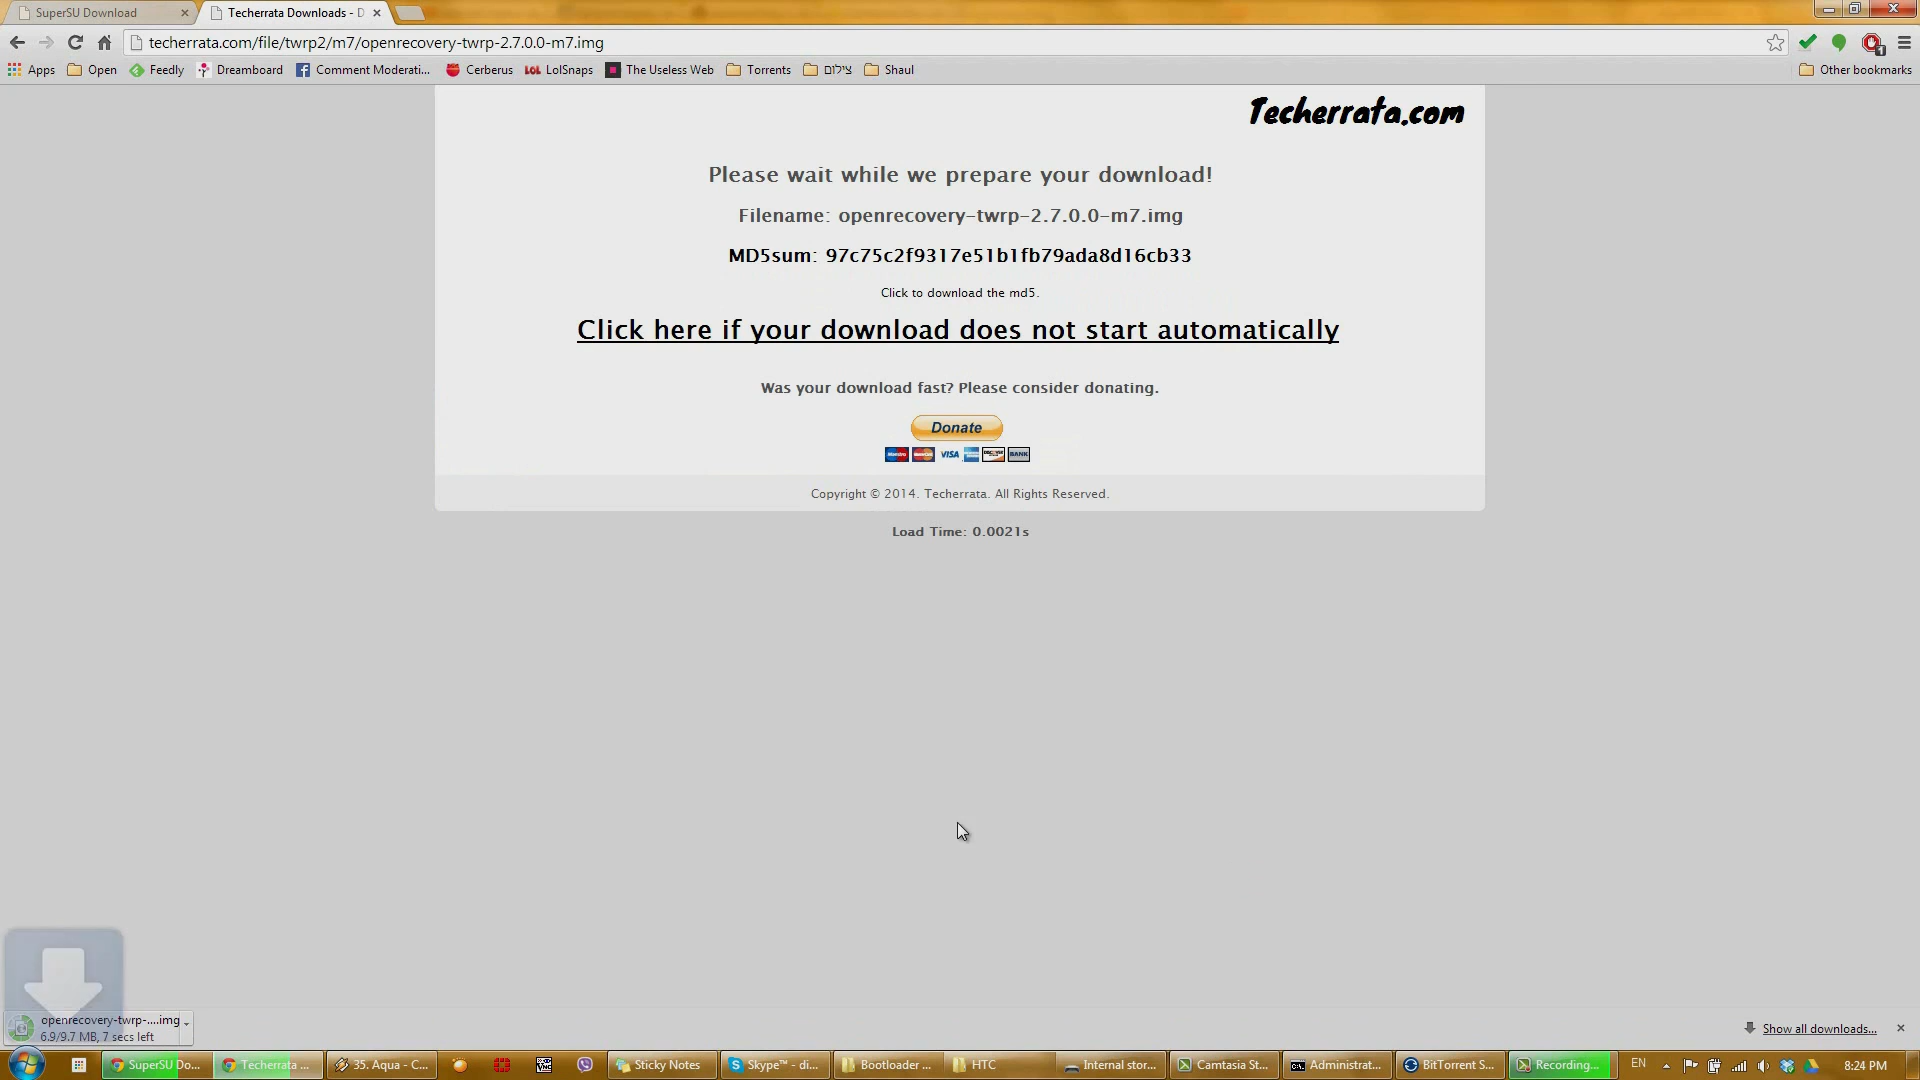 SuperSU Download
Techerrata Downloads - D
techerrata.com/file/twrp2/m7/openrecovery-twrp-2.7.0.0-m7.img
Apps
Open
Feedly
Dreamboard
Comment Moderati...
Cerberus
LOL LolSnaps
The Useless Web
Torrents
צילום
Shaul
Other bookmarks
Techerrata.com
Please wait while we prepare your download!
Filename: openrecovery-twrp-2.7.0.0-m7.img
MD5sum: 97c75c2f9317e51b1fb79ada8d16cb33
Click to download the md5.
Click here if your download does not start automatically
Was your download fast? Please consider donating.
Donate
VISA
BANK
Copyright © 2014. Techerrata. All Rights Reserved.
Load Time: 0.0021s
openrecovery-twrp-....img
6.9/9.7 MB, 7 secs left
Show all downloads...
SuperSU Do...
Techerrata ...
35. Aqua - C...
Sticky Notes
Skype™ - di...
Bootloader ...
HTC
Internal stor...
Camtasia St...
Administrat...
BitTorrent S...
Recording...
EN
8:24 PM